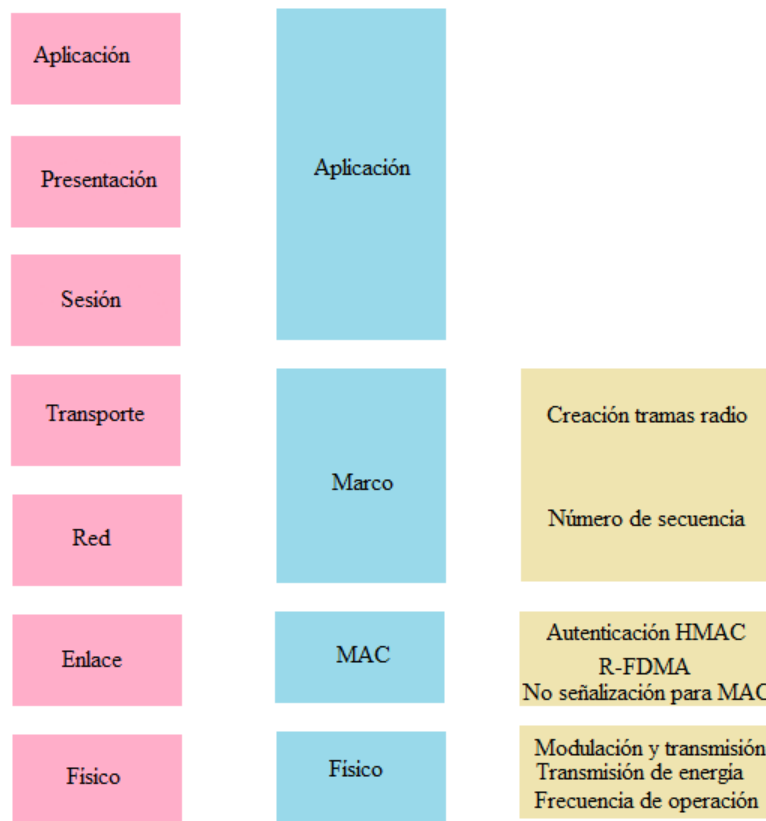 Aplicación
Presentación
Sesión
Transporte
Red
Enlace
Físico
Aplicación
Marco
MAC
Físico
Creación tramas radio
Número de secuencia
Autenticación HMAC
R-FDMA
No señalización para MAC
Modulación y transmisión
Transmisión de energía
Frecuencia de operación